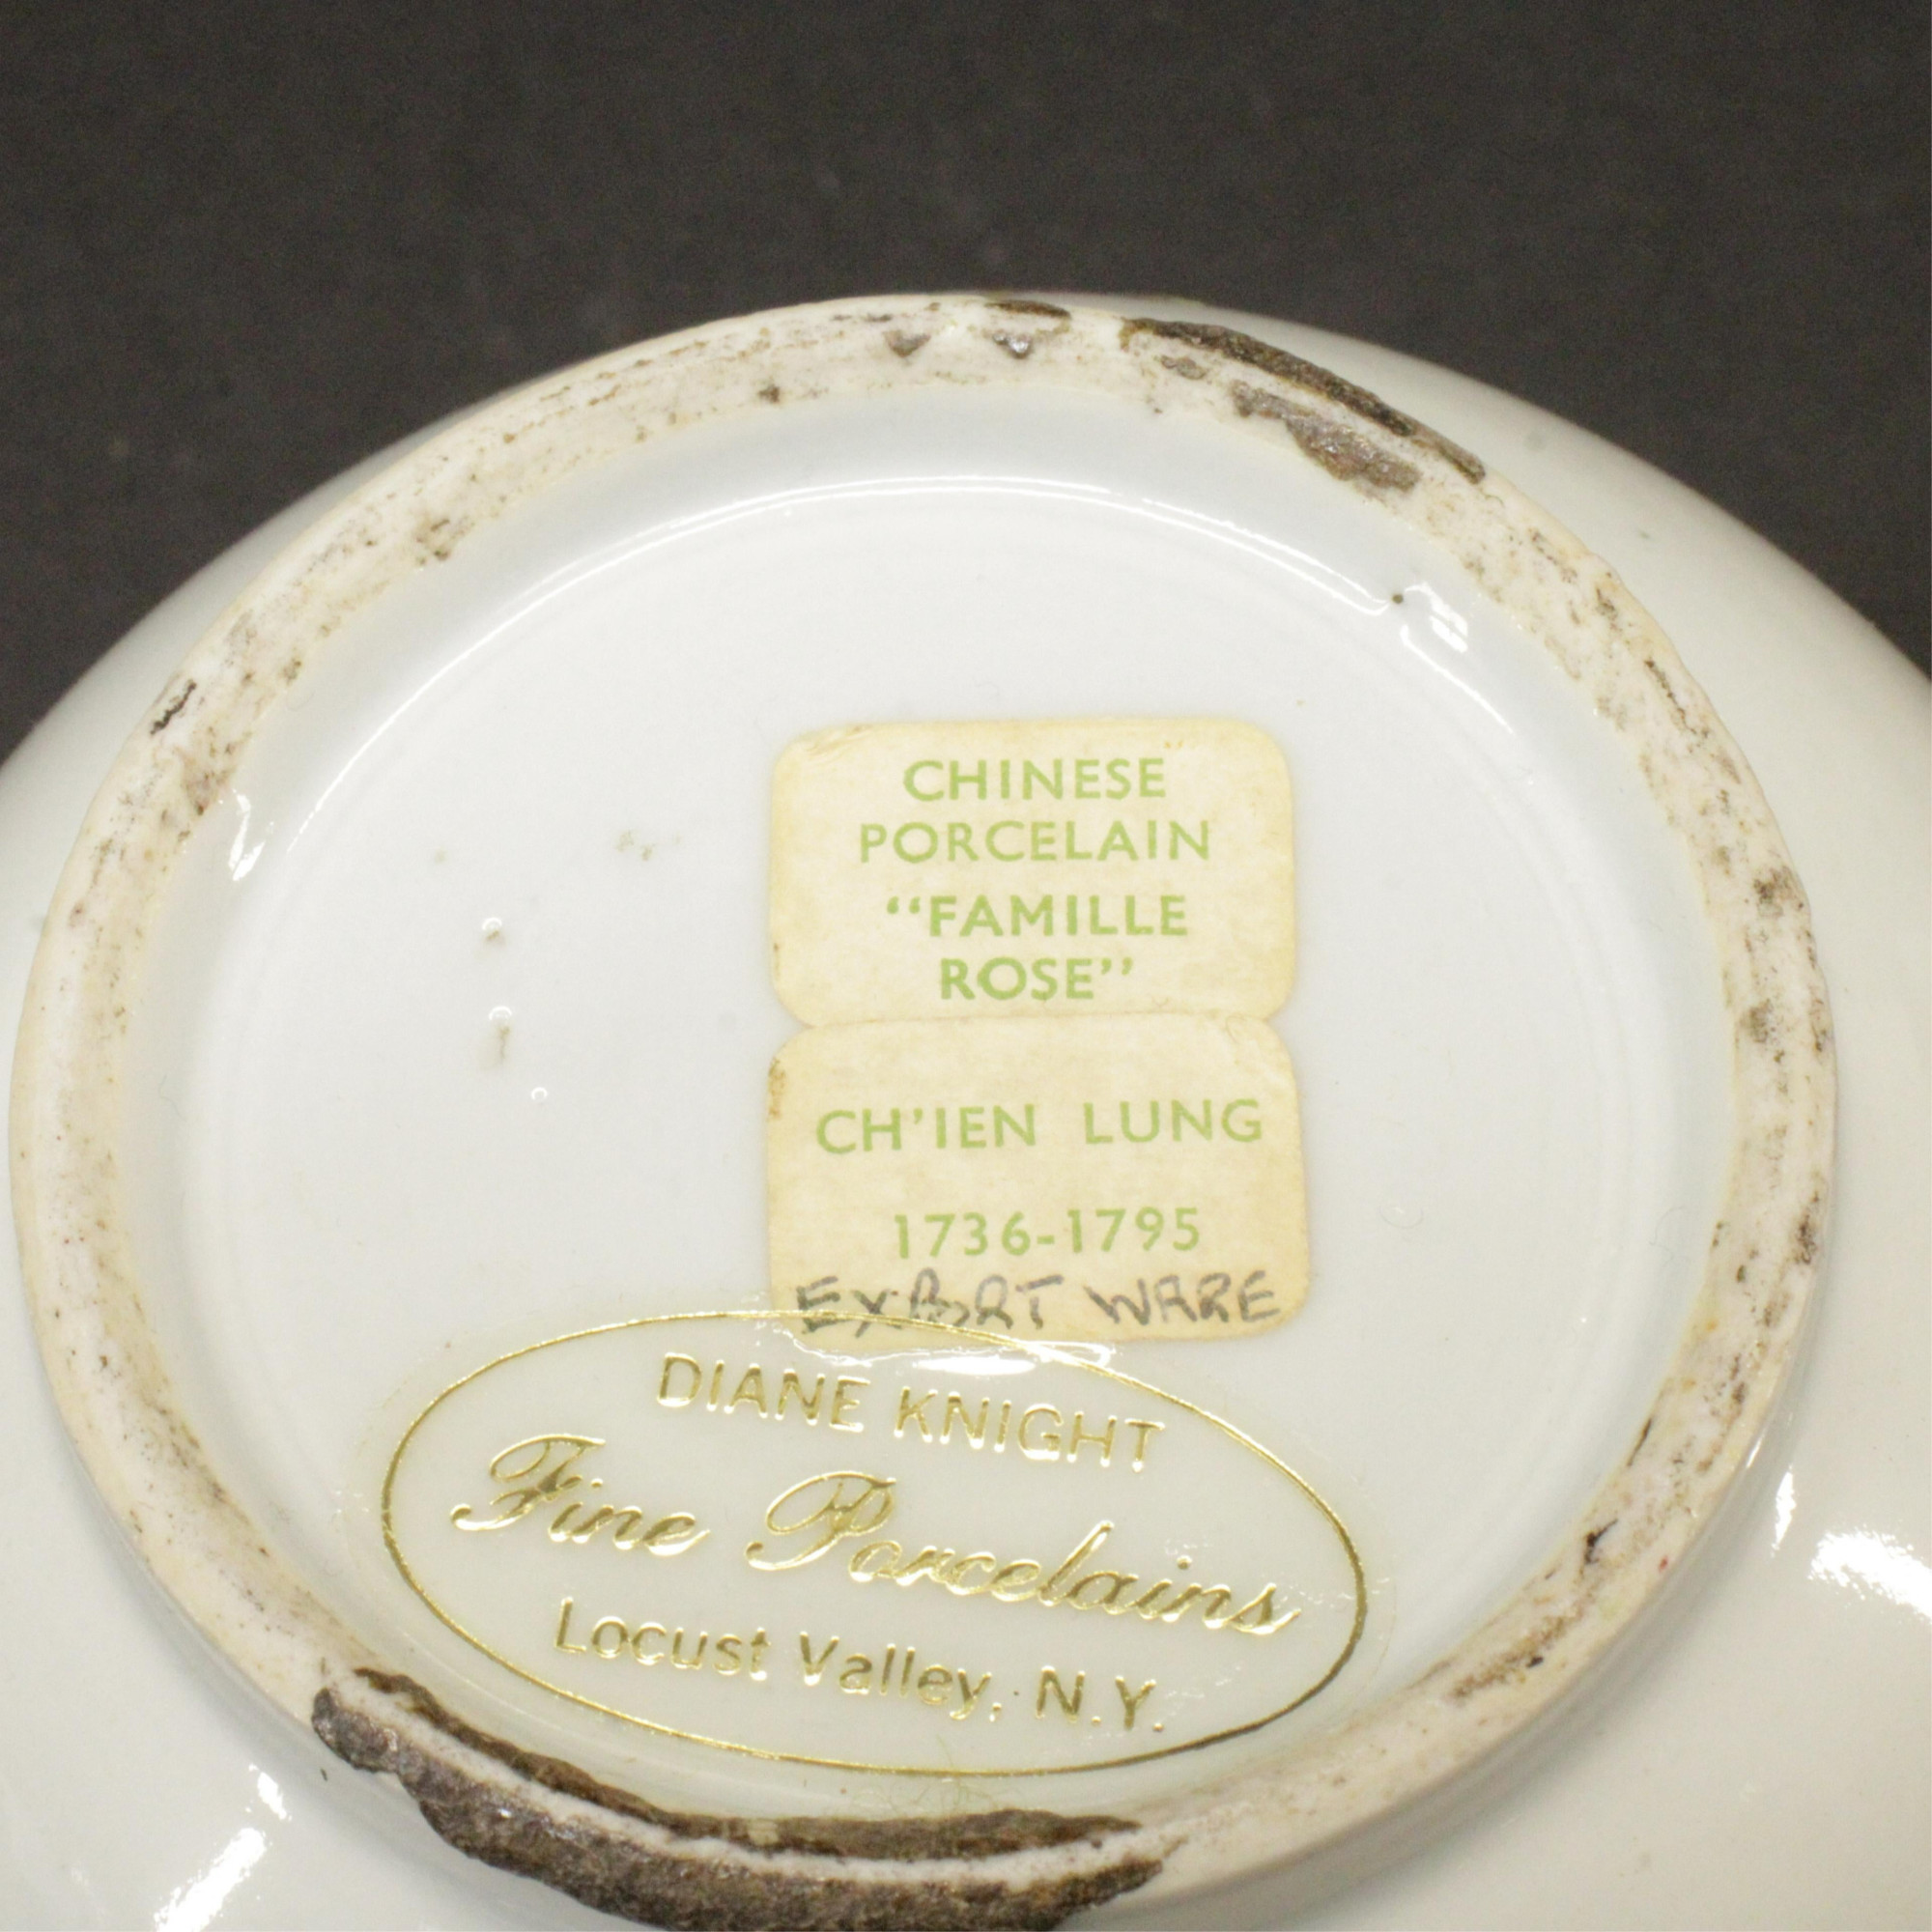 CHINESE
PORCELAIN
“FAMILLE
ROSE”
CH'IEN LUNG
1736-1795
EXPORT WARE
DIANE KNIGHT
Fine Porcelains
Locust Valley, N.Y.